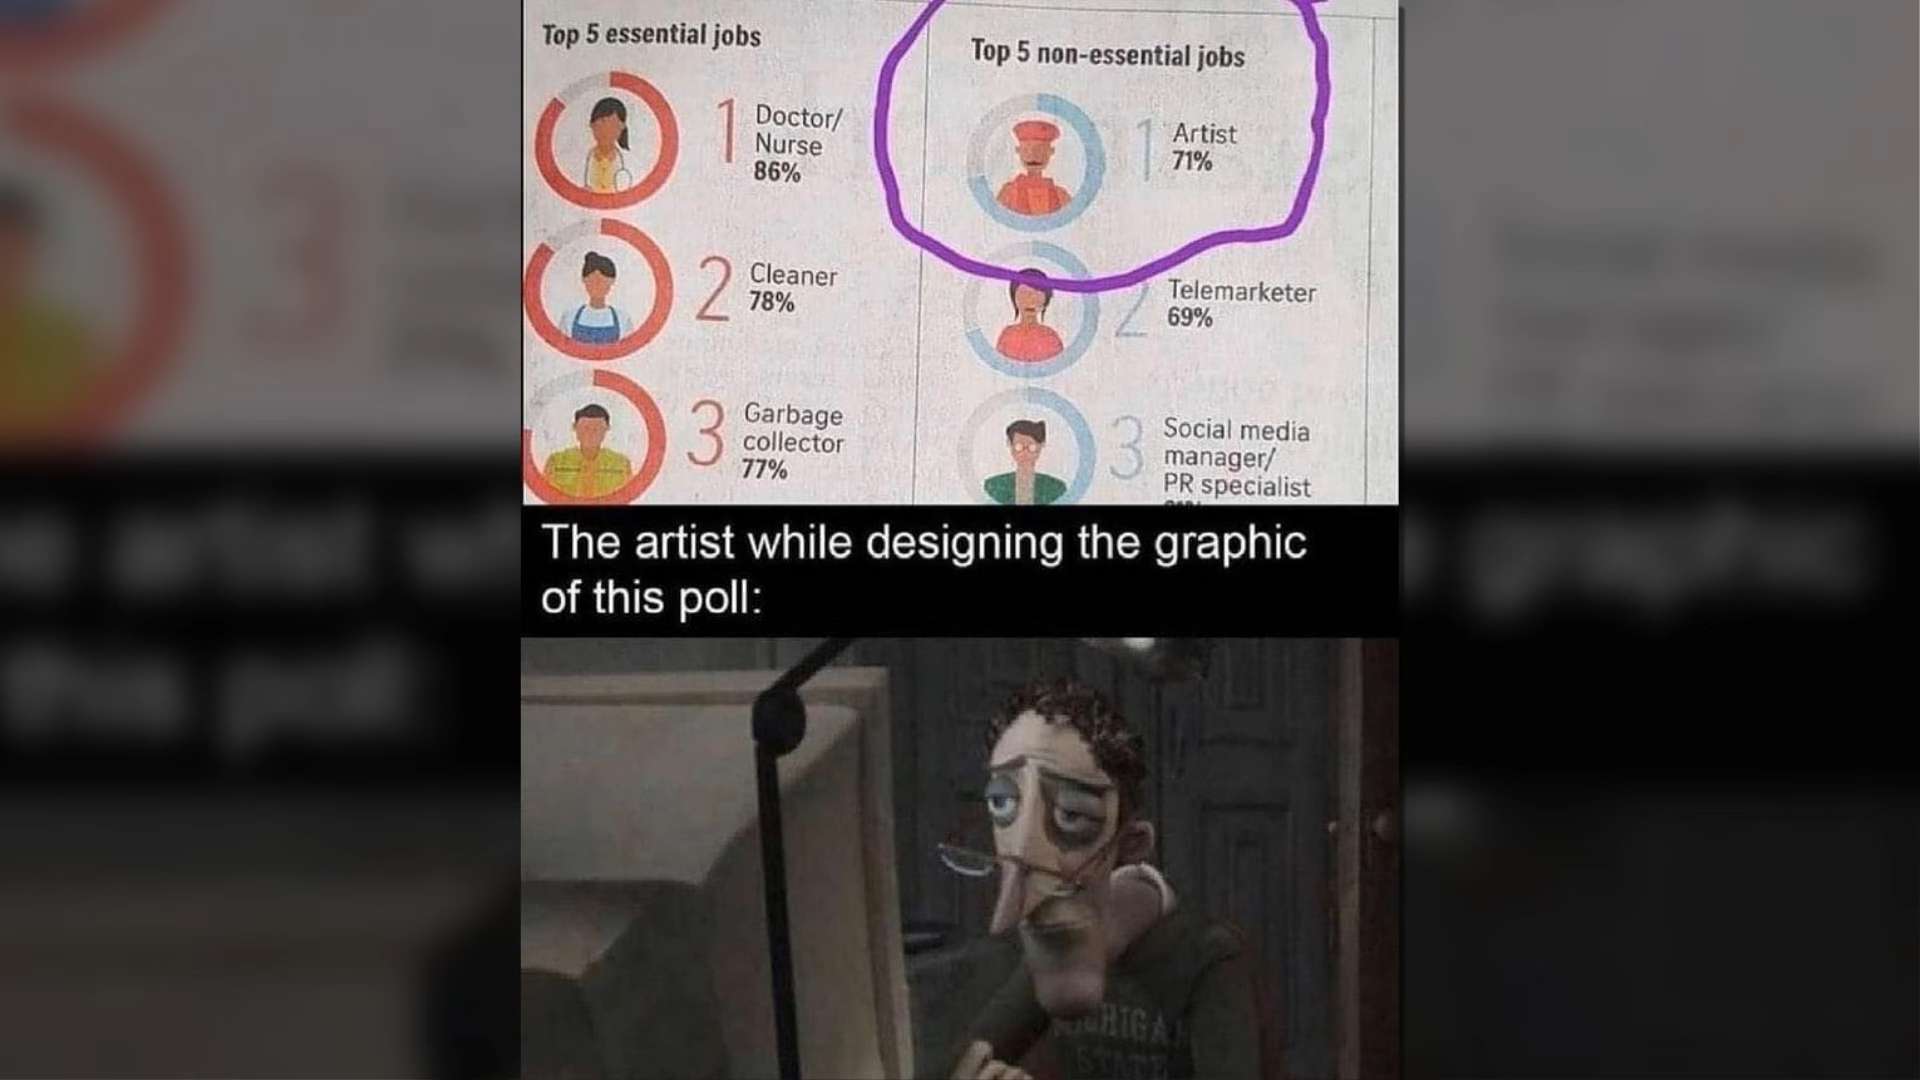 Top 5 essential jobs
1 Doctor/
Nurse
86%
2 Cleaner
78%
3 Garbage
collector
77%
Top 5 non-essential jobs
1 Artist
71%
2 Telemarketer
69%
3 Social media
manager/
PR specialist
The artist while designing the graphic
of this poll:
STATE